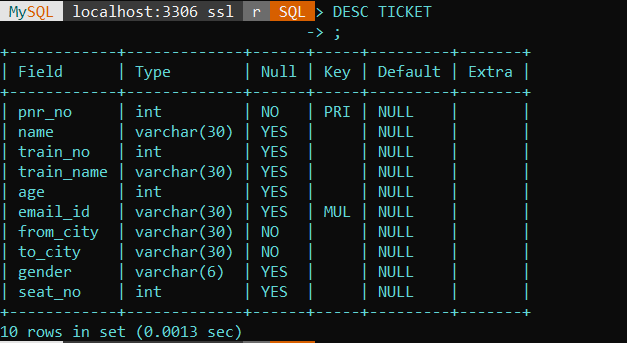 MySQL localhost:3306 ssl r SQL > DESC TICKET
-> ;
+------------+-------------+------+-----+---------+-------+
| Field      | Type        | Null | Key | Default | Extra |
+------------+-------------+------+-----+---------+-------+
| pnr_no     | int         | NO   | PRI | NULL    |       |
| name       | varchar(30) | YES  |     | NULL    |       |
| train_no   | int         | YES  |     | NULL    |       |
| train_name | varchar(30) | YES  |     | NULL    |       |
| age        | int         | YES  |     | NULL    |       |
| email_id   | varchar(30) | YES  | MUL | NULL    |       |
| from_city  | varchar(30) | NO   |     | NULL    |       |
| to_city    | varchar(30) | NO   |     | NULL    |       |
| gender     | varchar(6)  | YES  |     | NULL    |       |
| seat_no    | int         | YES  |     | NULL    |       |
+------------+-------------+------+-----+---------+-------+
10 rows in set (0.0013 sec)